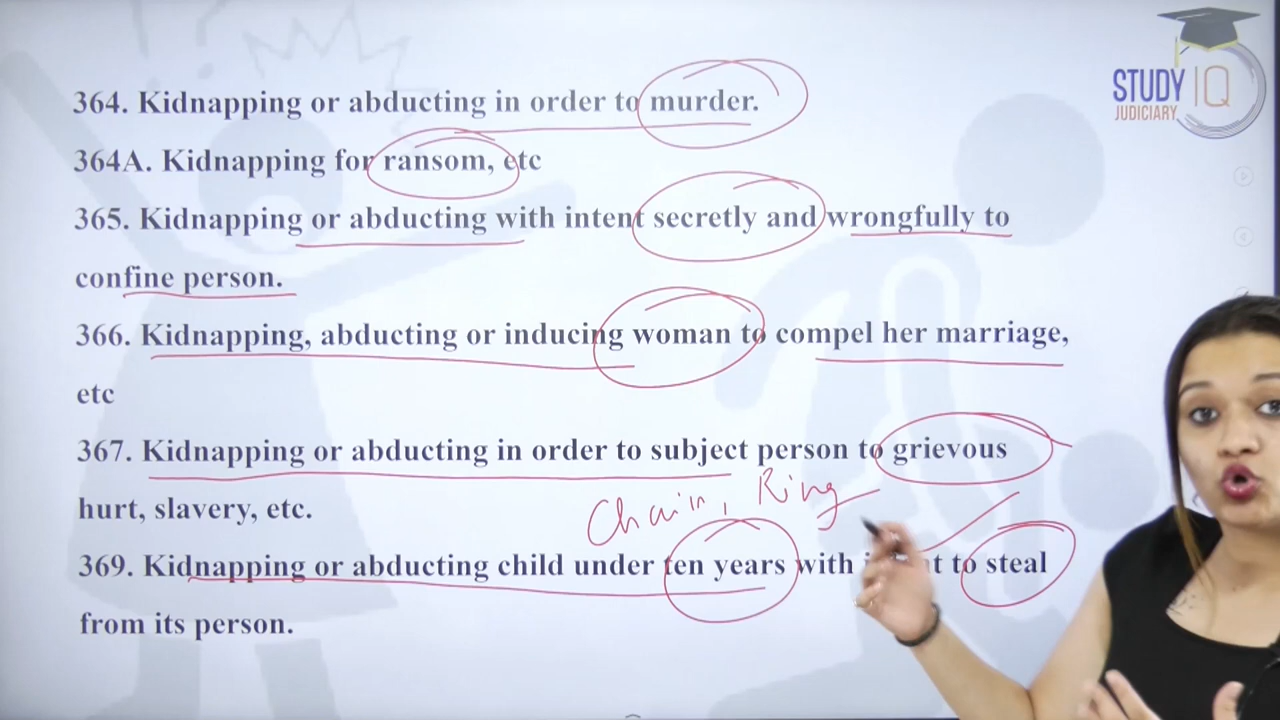 STUDY IQ
JUDICIARY
364. Kidnapping or abducting in order to murder.
364A. Kidnapping for ransom, etc
365. Kidnapping or abducting with intent secretly and wrongfully to
confine person.
366. Kidnapping, abducting or inducing woman to compel her marriage,
etc
367. Kidnapping or abducting in order to subject person to grievous
hurt, slavery, etc.
Chain, Ring
369. Kidnapping or abducting child under ten years with to steal
from its person.